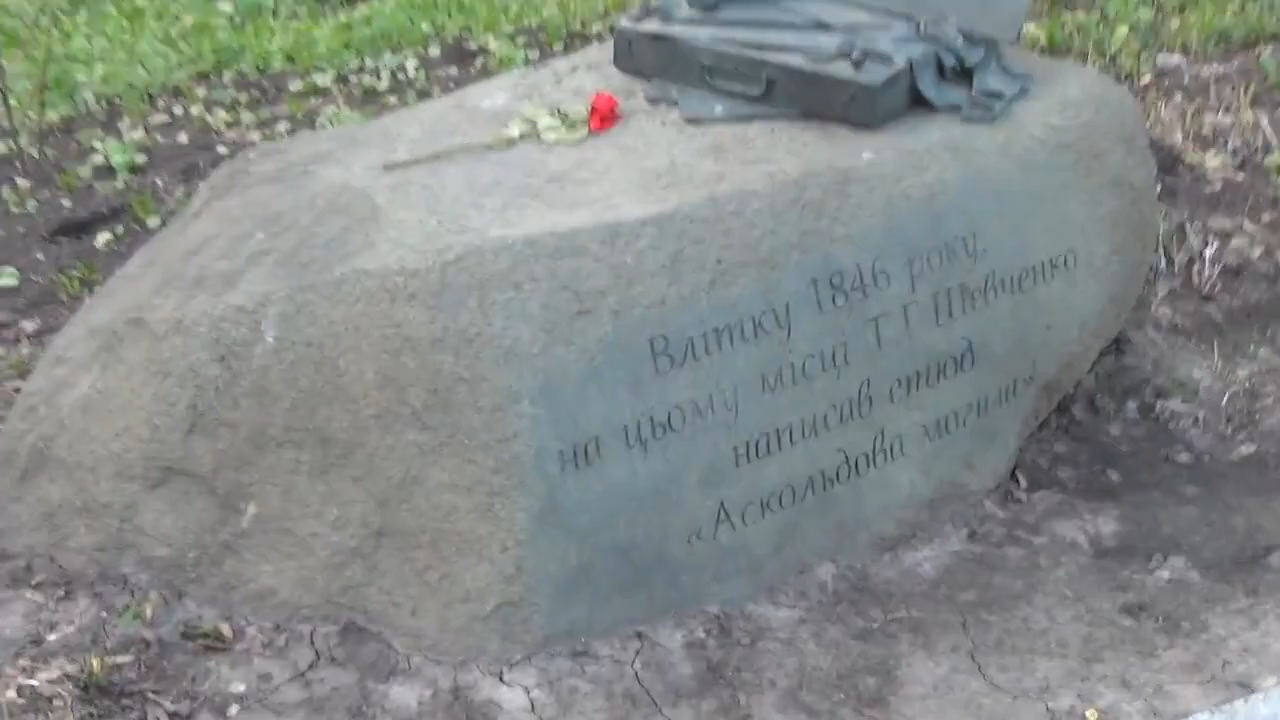 Влітку 1846 року,
на цьому місці Т.Г.Шевченко
написав етюд
«Аскольдова могила»